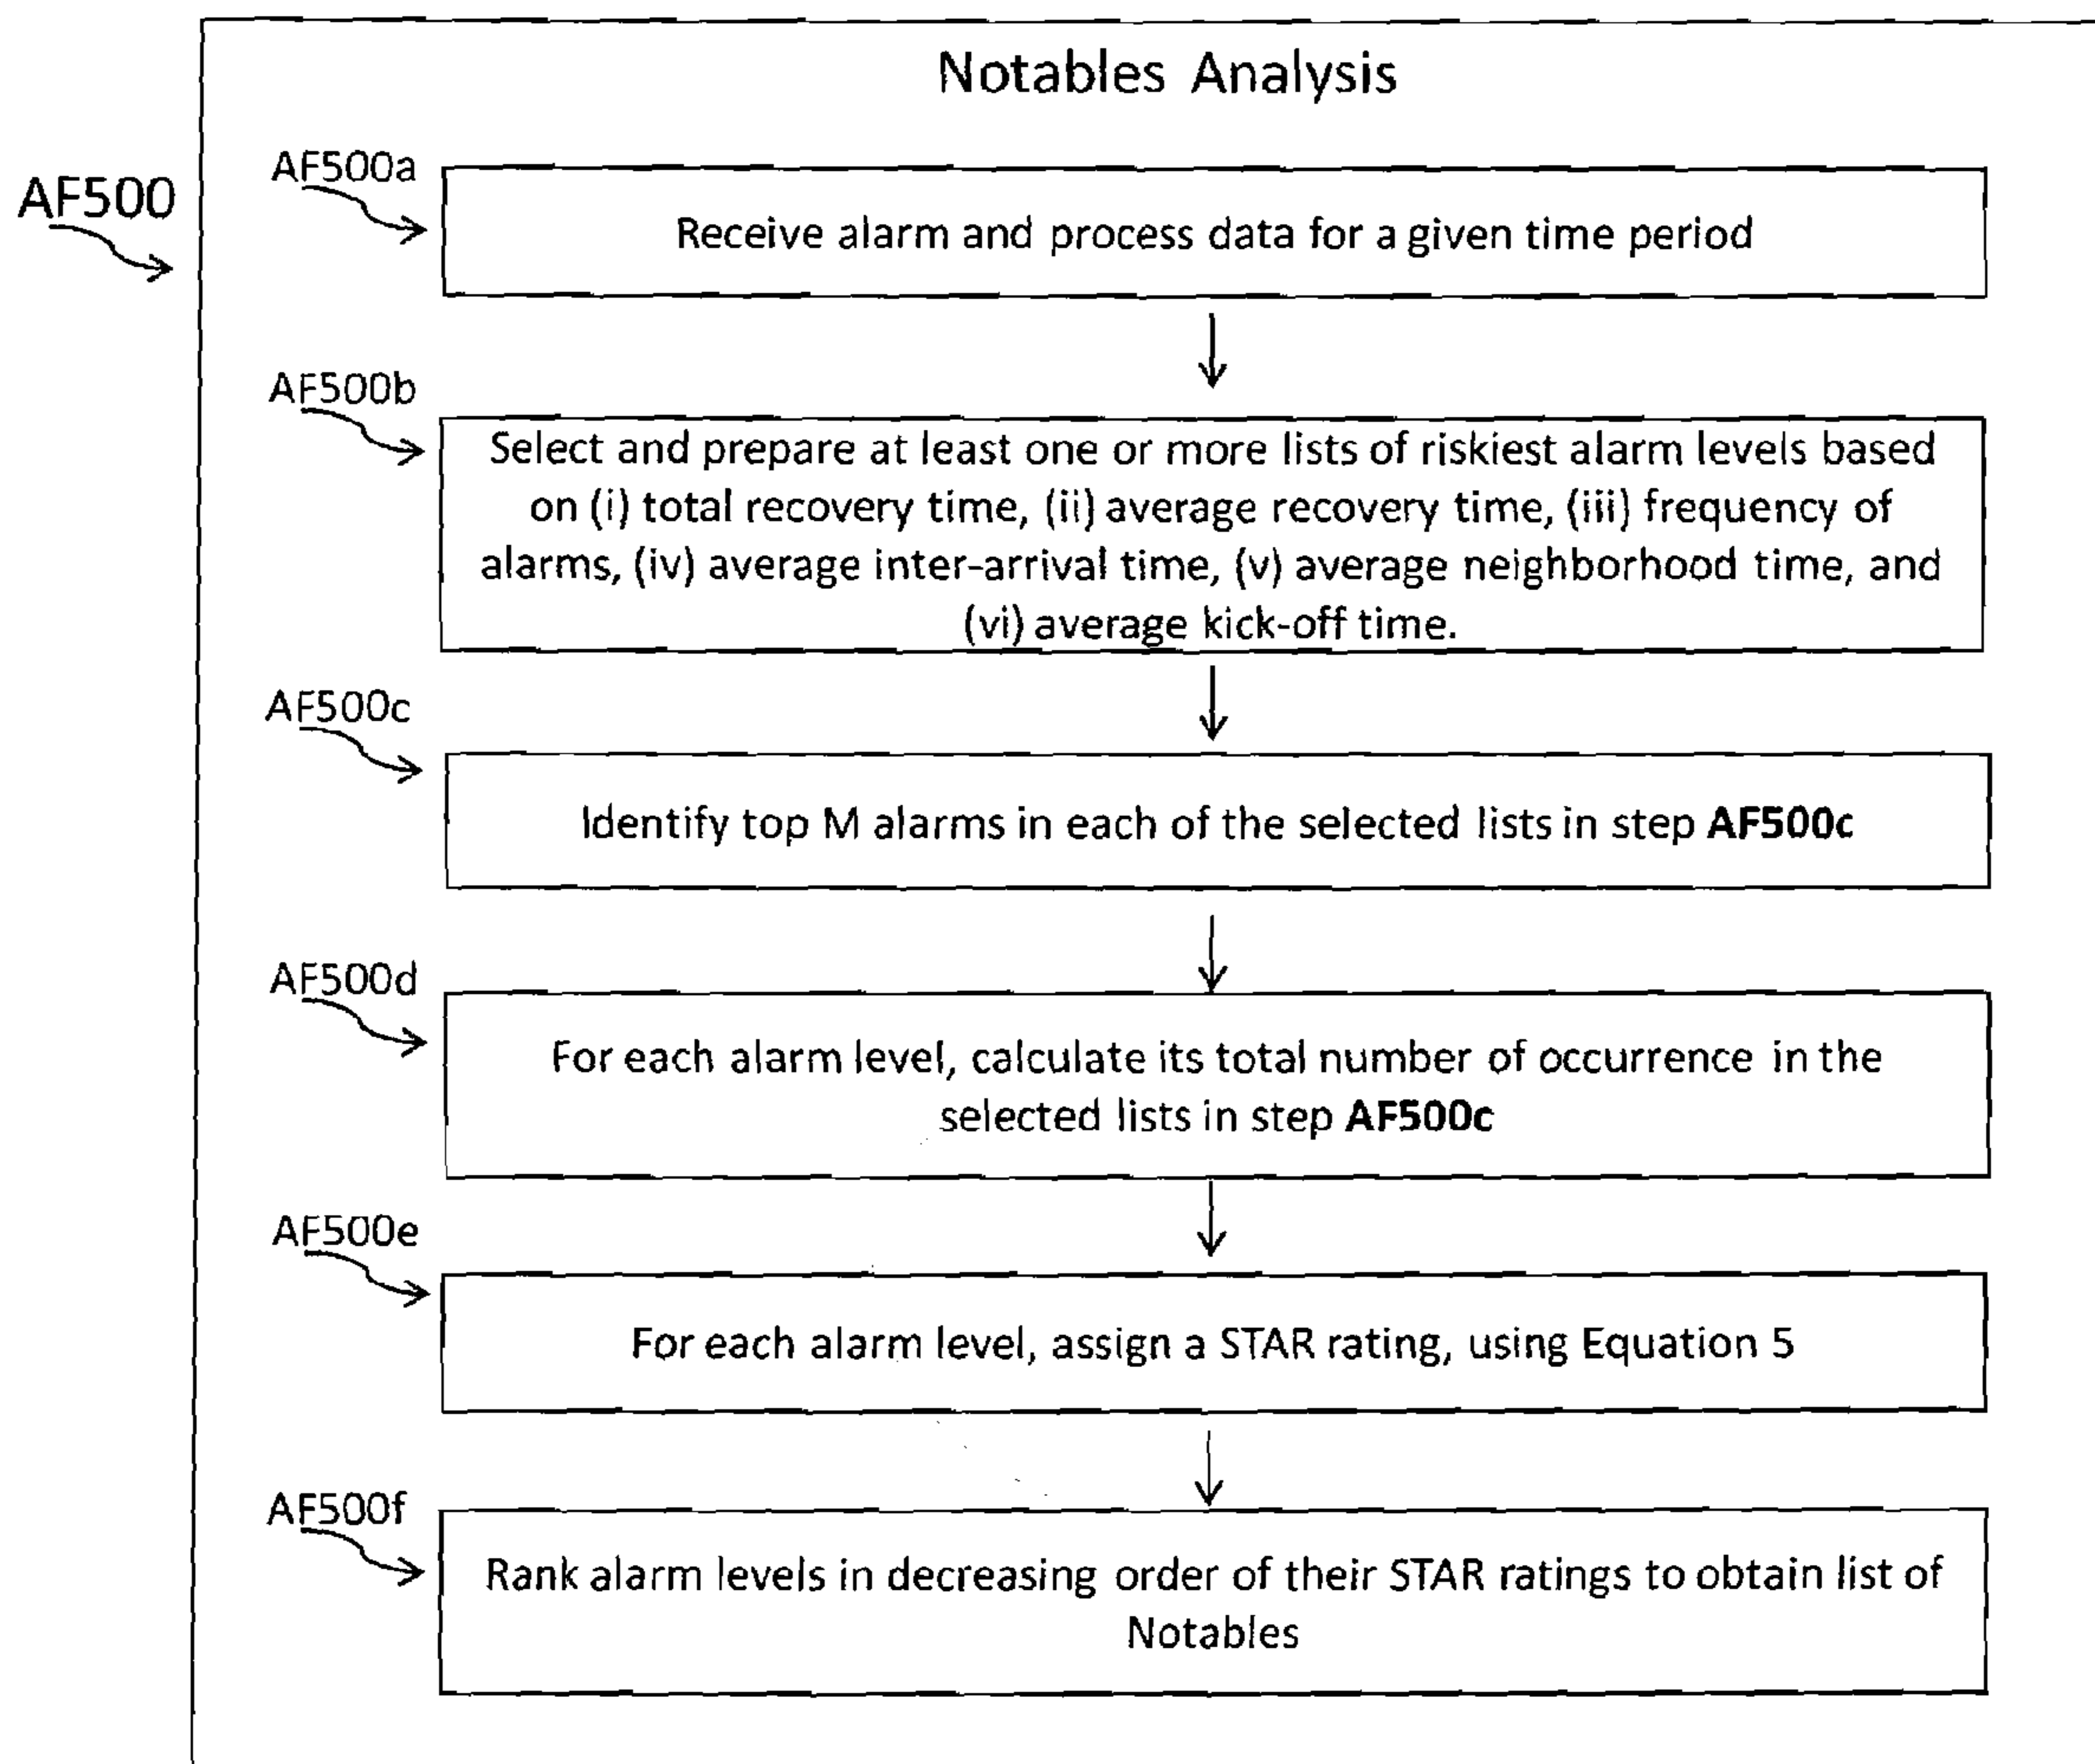 Notables Analysis
AF500
AF500a
Receive alarm and process data for a given time period
AF500b
Select and prepare at least one or more lists of riskiest alarm levels based
on (i) total recovery time, (ii) average recovery time, (iii) frequency of
alarms, (iv) average inter-arrival time, (v) average neighborhood time, and
(vi) average kick-off time.
AF500c
Identify top M alarms in each of the selected lists in step AF500c
AF500d
For each alarm level, calculate its total number of occurrence in the
selected lists in step AF500c
AF500e
For each alarm level, assign a STAR rating, using Equation 5
AF500f
Rank alarm levels in decreasing order of their STAR ratings to obtain list of
Notables